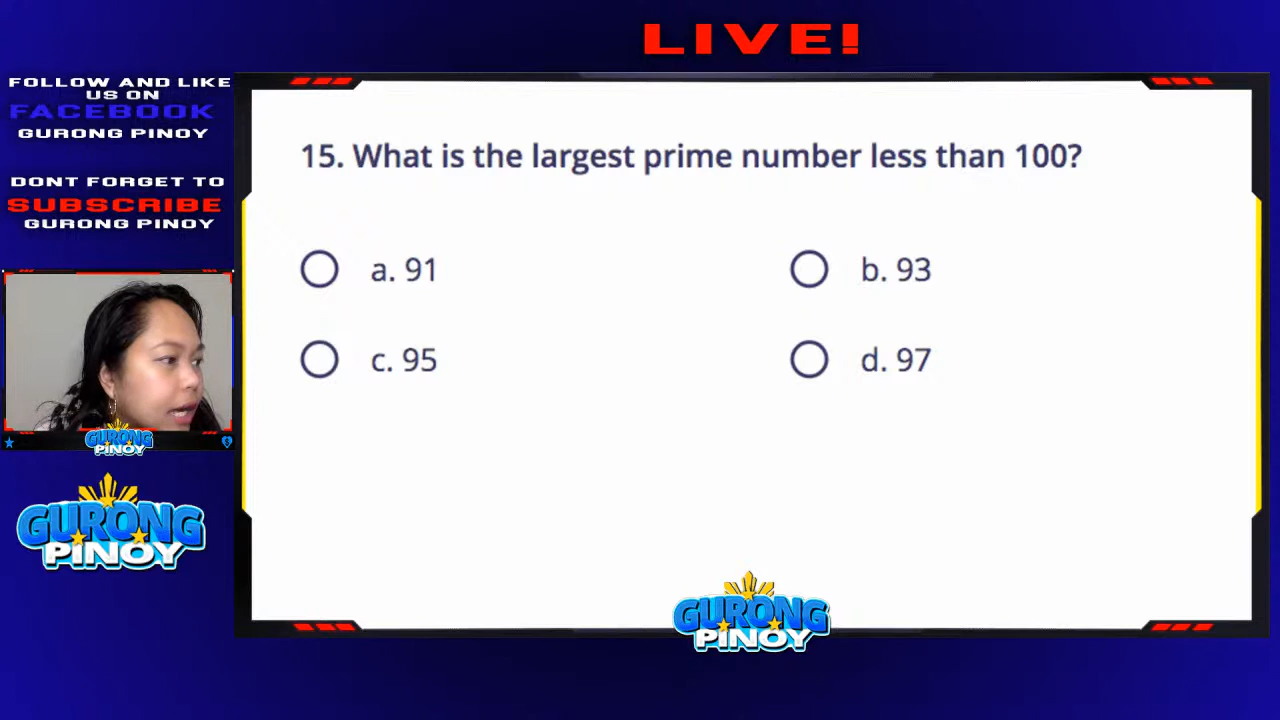 LIVE!
FOLLOW AND LIKE
US ON
FACEBOOK
GURONG PINOY
DONT FORGET TO
SUBSCRIBE
GURONG PINOY
15. What is the largest prime number less than 100?
a. 91
b. 93
c. 95
d. 97
GURONG
PINOY
GURONG
PINOY
GURONG
PINOY